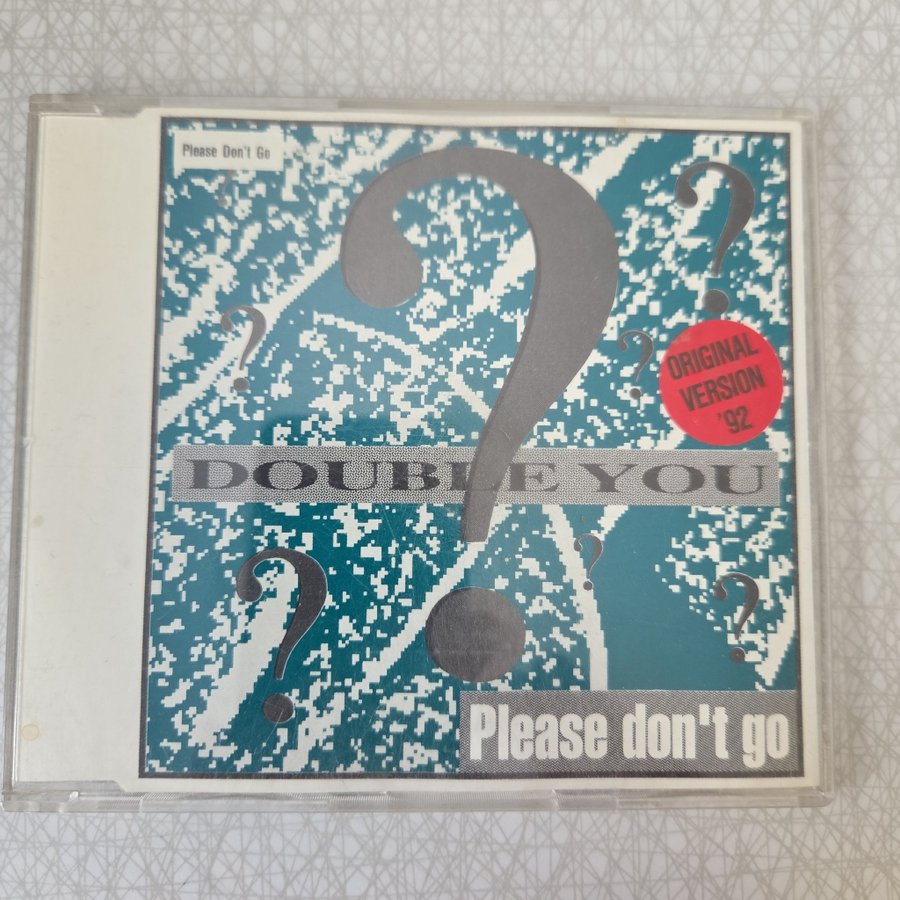 Please Don't Go
ORIGINAL
VERSION
'92
DOUBLE YOU
Please don't go